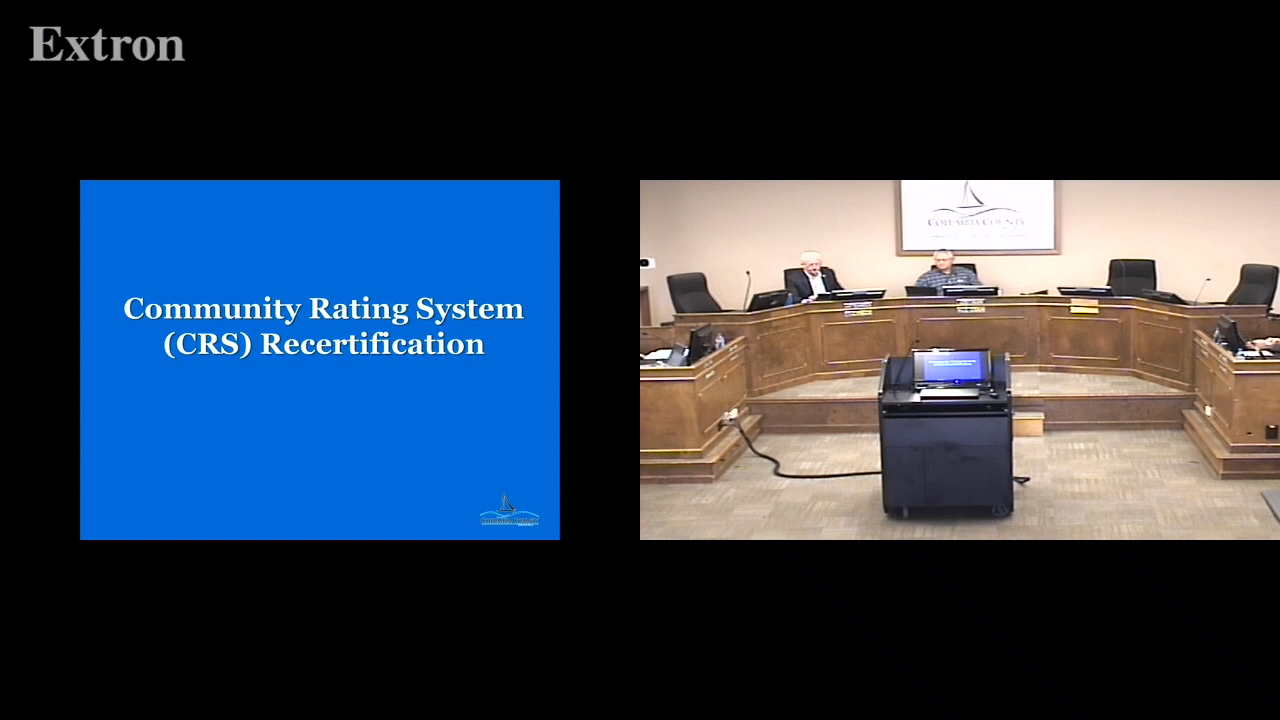 Extron
Community Rating System
(CRS) Recertification
COLUMBIA COUNTY